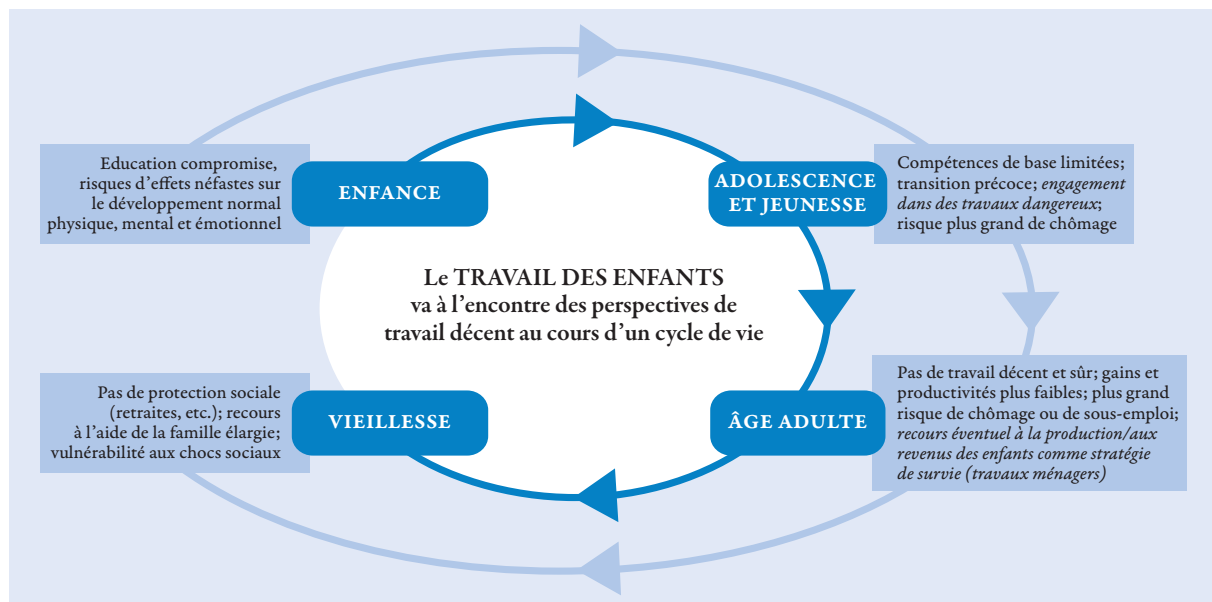 Education compromise,
risques d'effets néfastes sur
le développement normal
physique, mental et émotionnel
ENFANCE
ADOLESCENCE
ET JEUNESSE
Compétences de base limitées;
transition précoce; engagement
dans des travaux dangereux;
risque plus grand de chômage
Le TRAVAIL DES ENFANTS
va à l'encontre des perspectives de
travail décent au cours d'un cycle de vie
Pas de protection sociale
(retraites, etc.); recours
à l'aide de la famille élargie;
vulnérabilité aux chocs sociaux
VIEILLESSE
ÂGE ADULTE
Pas de travail décent et sûr; gains et
productivités plus faibles; plus grand
risque de chômage ou de sous-emploi;
recours éventuel à la production/aux
revenus des enfants comme stratégie
de survie (travaux ménagers)